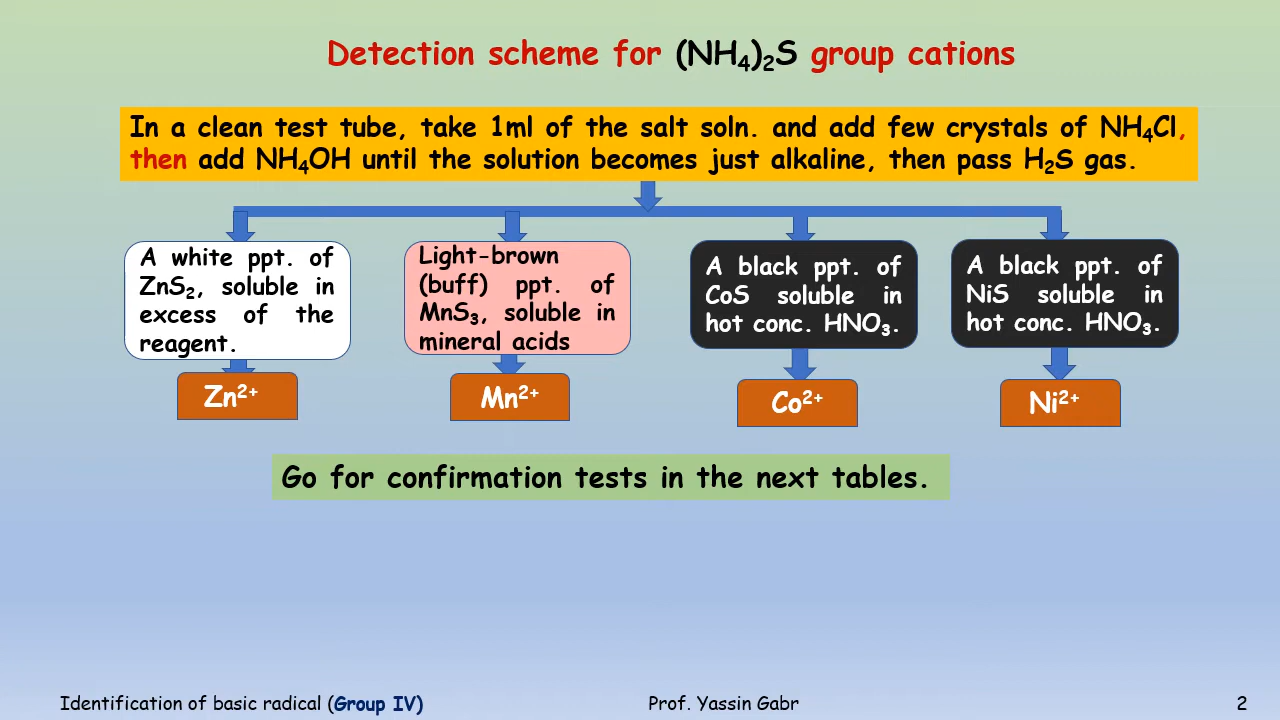 Detection scheme for (NH₄)₂S group cations
In a clean test tube, take 1ml of the salt soln. and add few crystals of NH₄Cl,
then add NH₄OH until the solution becomes just alkaline, then pass H₂S gas.
A white ppt. of
ZnS₂, soluble in
excess of the
reagent.
Zn²⁺
Light-brown
(buff) ppt. of
MnS₃, soluble in
mineral acids
Mn²⁺
A black ppt. of
CoS soluble in
hot conc. HNO₃.
Co²⁺
A black ppt. of
NiS soluble in
hot conc. HNO₃.
Ni²⁺
Go for confirmation tests in the next tables.
Identification of basic radical (Group IV)
Prof. Yassin Gabr
2